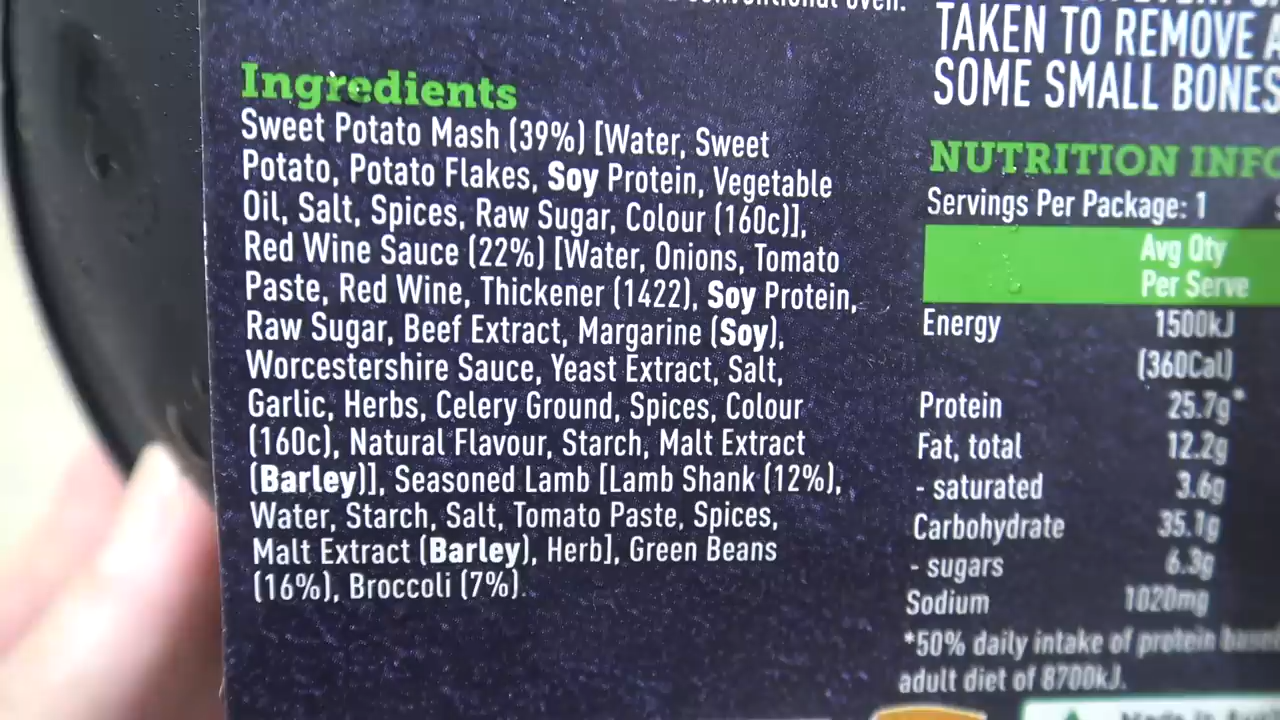 conventional oven.
Ingredients
Sweet Potato Mash (39%) [Water, Sweet
Potato, Potato Flakes, Soy Protein, Vegetable
Oil, Salt, Spices, Raw Sugar, Colour (160c)],
Red Wine Sauce (22%) [Water, Onions, Tomato
Paste, Red Wine, Thickener (1422), Soy Protein,
Raw Sugar, Beef Extract, Margarine (Soy),
Worcestershire Sauce, Yeast Extract, Salt,
Garlic, Herbs, Celery Ground, Spices, Colour
(160c), Natural Flavour, Starch, Malt Extract
(Barley)], Seasoned Lamb [Lamb Shank (12%),
Water, Starch, Salt, Tomato Paste, Spices,
Malt Extract (Barley), Herb], Green Beans
(16%), Broccoli (7%).
TAKEN TO REMOVE
SOME SMALL BONES
NUTRITION INFO
Servings Per Package: 1
Avg Qty
Per Serve
Energy 1500kJ
(360Cal)
Protein 25.7g*
Fat, total 12.2g
- saturated 3.6g
Carbohydrate 35.1g
- sugars 6.3g
Sodium 1020mg
*50% daily intake of protein based
adult diet of 8700kJ.
Made in